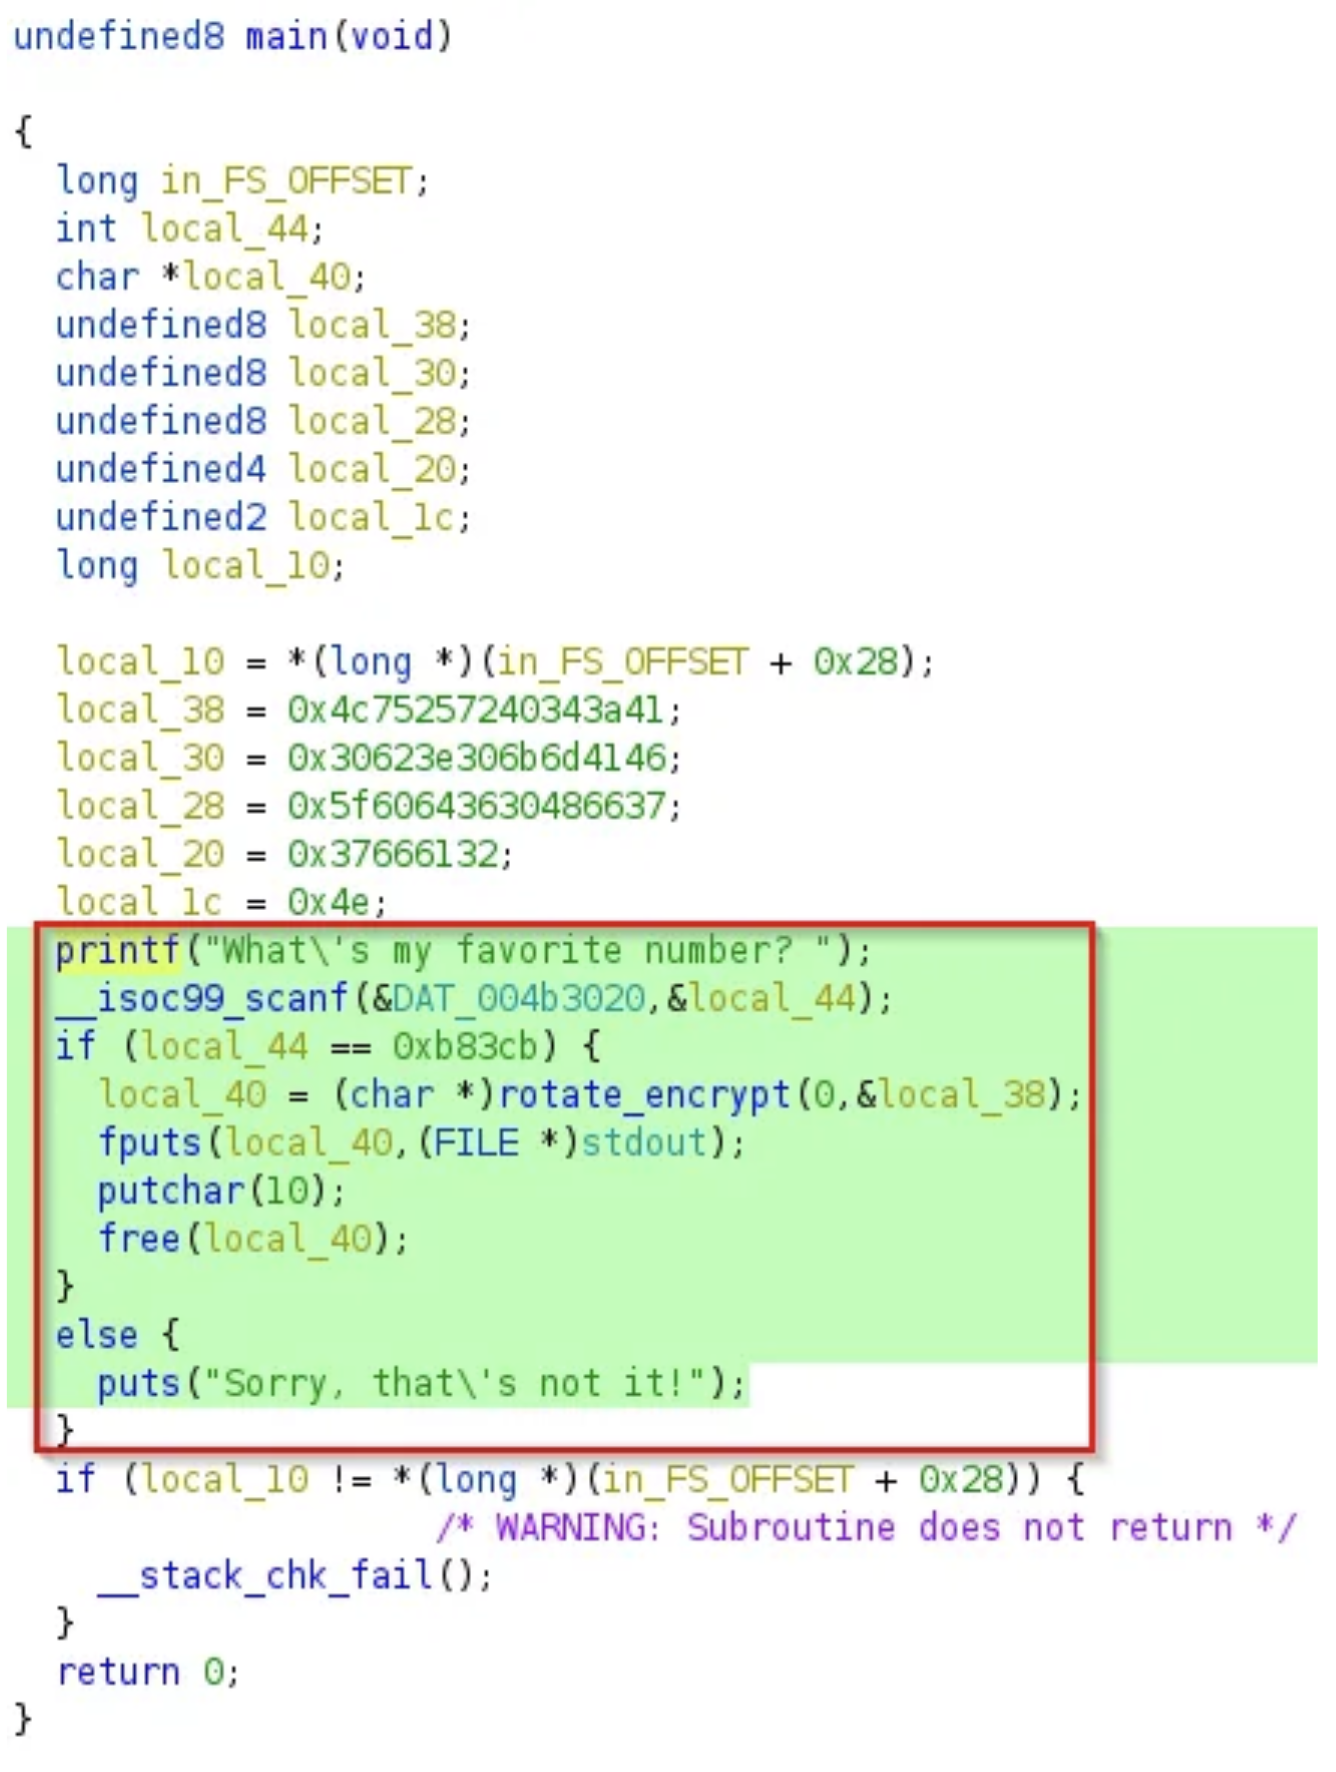 undefined8 main(void)
{
long in_FS_OFFSET;
int local_44;
char *local_40;
undefined8 local_38;
undefined8 local_30;
undefined8 local_28;
undefined4 local_20;
undefined2 local_1c;
long local_10;
local_10 = *(long *)(in_FS_OFFSET + 0x28);
local_38 = 0x4c75257240343a41;
local_30 = 0x30623e306b6d4146;
local_28 = 0x5f60643630486637;
local_20 = 0x37666132;
local_1c = 0x4e;
printf("What\'s my favorite number? ");
__isoc99_scanf(&DAT_004b3020,&local_44);
if (local_44 == 0xb83cb) {
local_40 = (char *)rotate_encrypt(0,&local_38);
fputs(local_40,(FILE *)stdout);
putchar(10);
free(local_40);
}
else {
puts("Sorry, that\'s not it!");
}
if (local_10 != *(long *)(in_FS_OFFSET + 0x28)) {
/* WARNING: Subroutine does not return */
__stack_chk_fail();
}
return 0;
}